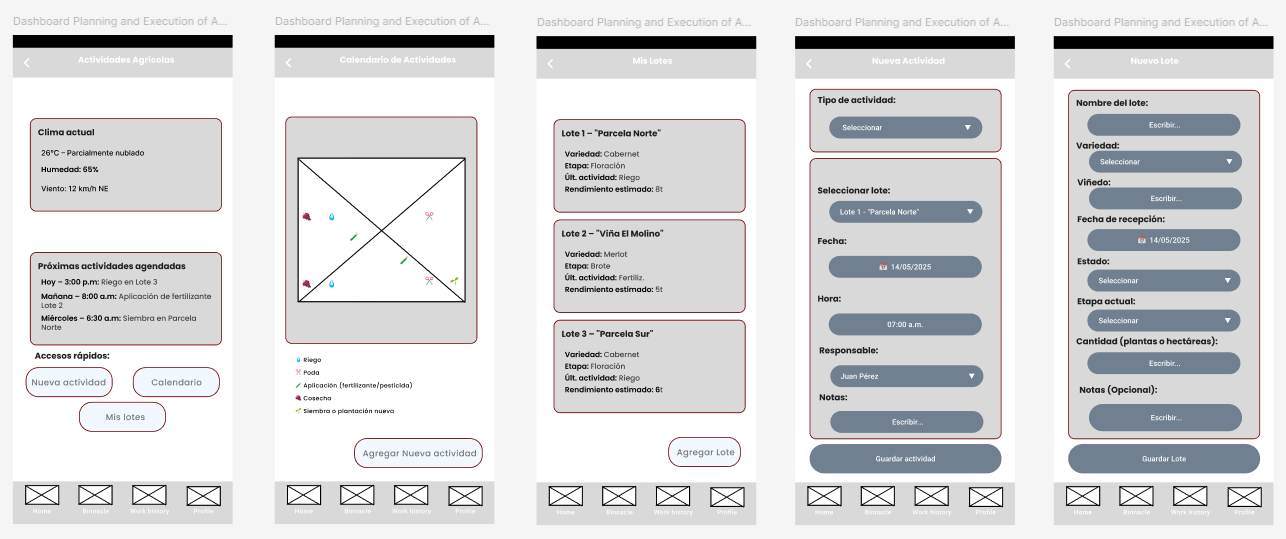 Dashboard Planning and Execution of A...
Actividades Agricolas
Clima actual
26°C – Parcialmente nublado
Humedad: 65%
Viento: 12 km/h NE
Próximas actividades agendadas
Hoy – 3:00 p.m: Riego en Lote 3
Mañana – 8:00 a.m: Aplicación de fertilizante
Lote 2
Miércoles – 6:30 a.m: Siembra en Parcela
Norte
Accesos rápidos:
Nueva actividad
Calendario
Mis lotes
Home
Binnacle
Work history
Profile
Dashboard Planning and Execution of A...
Calendario de Actividades
Riego
Poda
Aplicación (fertilizante/pesticida)
Cosecha
Siembra o plantación nueva
Agregar Nueva actividad
Home
Binnacle
Work history
Profile
Dashboard Planning and Execution of A...
Mis Lotes
Lote 1 – "Parcela Norte"
Variedad: Cabernet
Etapa: Floración
Últ. actividad: Riego
Rendimiento estimado: 8t
Lote 2 – "Viña El Molino"
Variedad: Merlot
Etapa: Brote
Últ. actividad: Fertiliz.
Rendimiento estimado: 5t
Lote 3 – "Parcela Sur"
Variedad: Cabernet
Etapa: Floración
Últ. actividad: Riego
Rendimiento estimado: 6t
Agregar Lote
Home
Binnacle
Work history
Profile
Dashboard Planning and Execution of A...
Nueva Actividad
Tipo de actividad:
Seleccionar
Seleccionar lote:
Lote 1 - "Parcela Norte"
Fecha:
14/05/2025
Hora:
07:00 a.m.
Responsable:
Juan Pérez
Notas:
Escribir...
Guardar actividad
Home
Binnacle
Work history
Profile
Dashboard Planning and Execution of A...
Nuevo Lote
Nombre del lote:
Escribir...
Variedad:
Seleccionar
Viñedo:
Escribir...
Fecha de recepción:
14/05/2025
Estado:
Seleccionar
Etapa actual:
Seleccionar
Cantidad (plantas o hectáreas):
Escribir...
Notas (Opcional):
Escribir...
Guardar Lote
Home
Binnacle
Work history
Profile